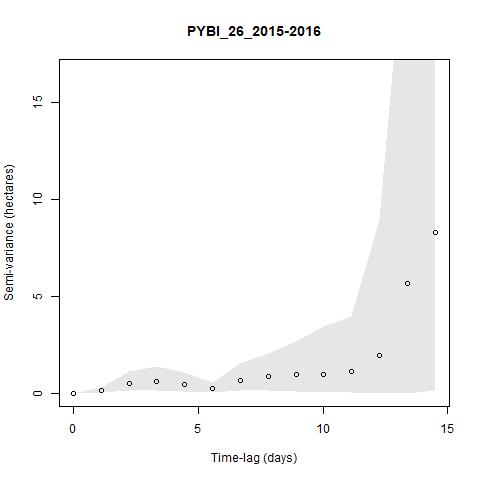 PYBI_26_2015-2016
Semi-variance (hectares)
15
10
5
0
0 5 10 15
Time-lag (days)